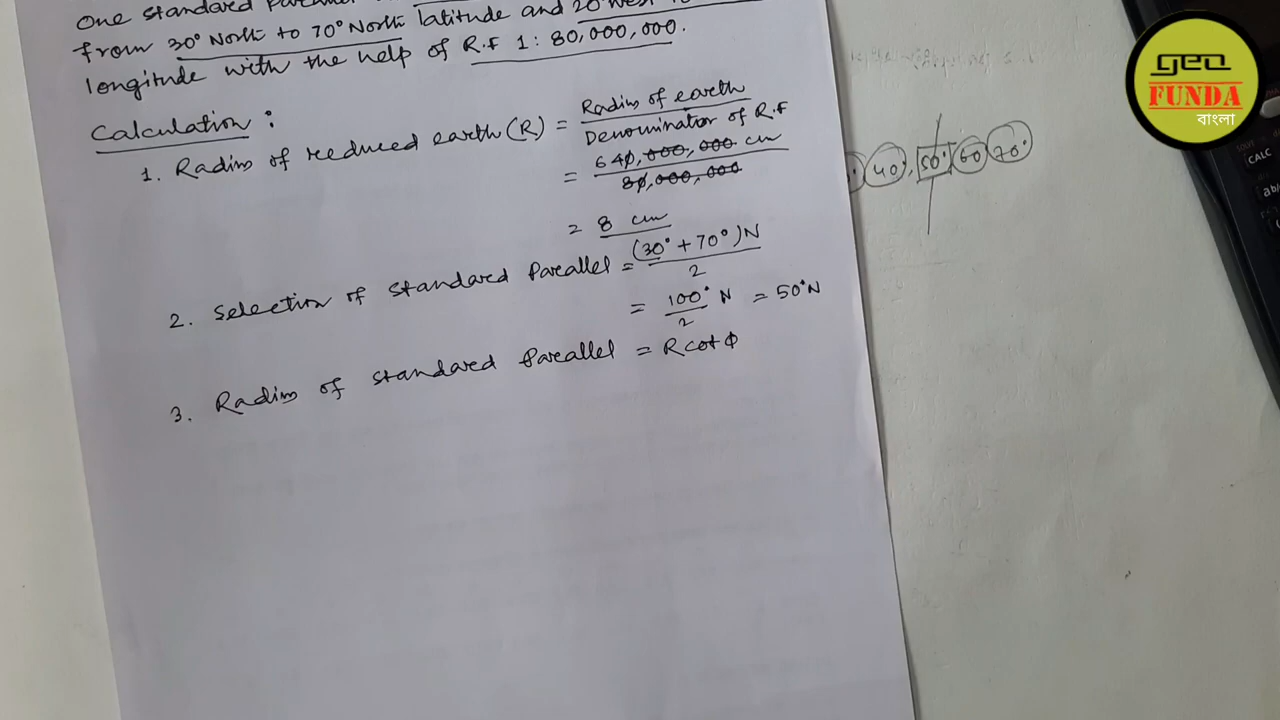 One standard
from 30° North to 70° North latitude and 20° West
longitude with the help of R.F 1: 80,000,000.
Calculation :
1. Radius of reduced earth (R) = Radius of earth / Denominator of R.F
= 640,000,000 cm / 80,000,000
= 8 cm
2. Selection of standard Parallel = (30° + 70°)N / 2
= 100° N / 2 = 50°N
3. Radius of standard Parallel = R cot Φ
40°, 50° 60 70°
geo
FUNDA
বাংলা
CALC